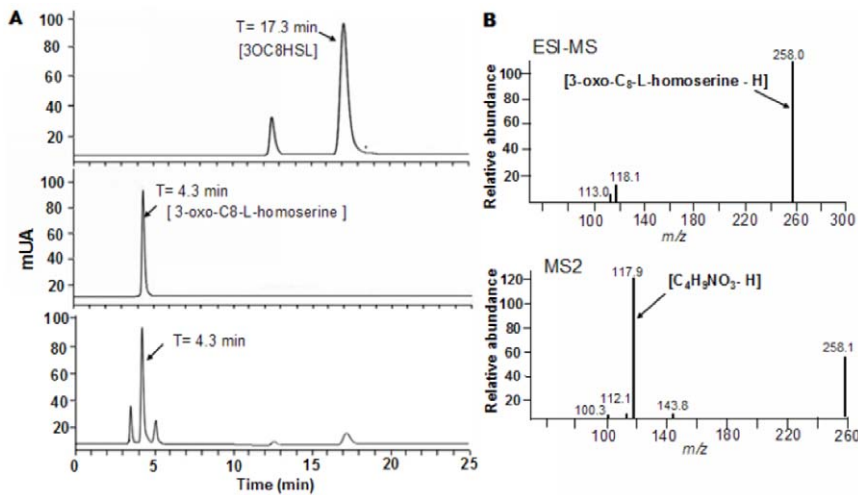 A
100
80
60
40
20
T= 17.3 min
[3OC8HSL]
100
80
60
40
20
T= 4.3 min
[ 3-oxo-C8-L-homoserine ]
100
80
60
40
20
T= 4.3 min
mUA
0 5 10 15 20 25
Time (min)
B
ESI-MS
258.0
[3-oxo-C₈-L-homoserine - H]
100
80
60
40
20
118.1
113.0
Relative abundance
100 140 180 220 260 300
m/z
MS2
120
100
80
60
40
20
117.9
[C₄H₉NO₃- H]
258.1
112.1
143.8
100.3
Relative abundance
100 140 180 220 260
m/z